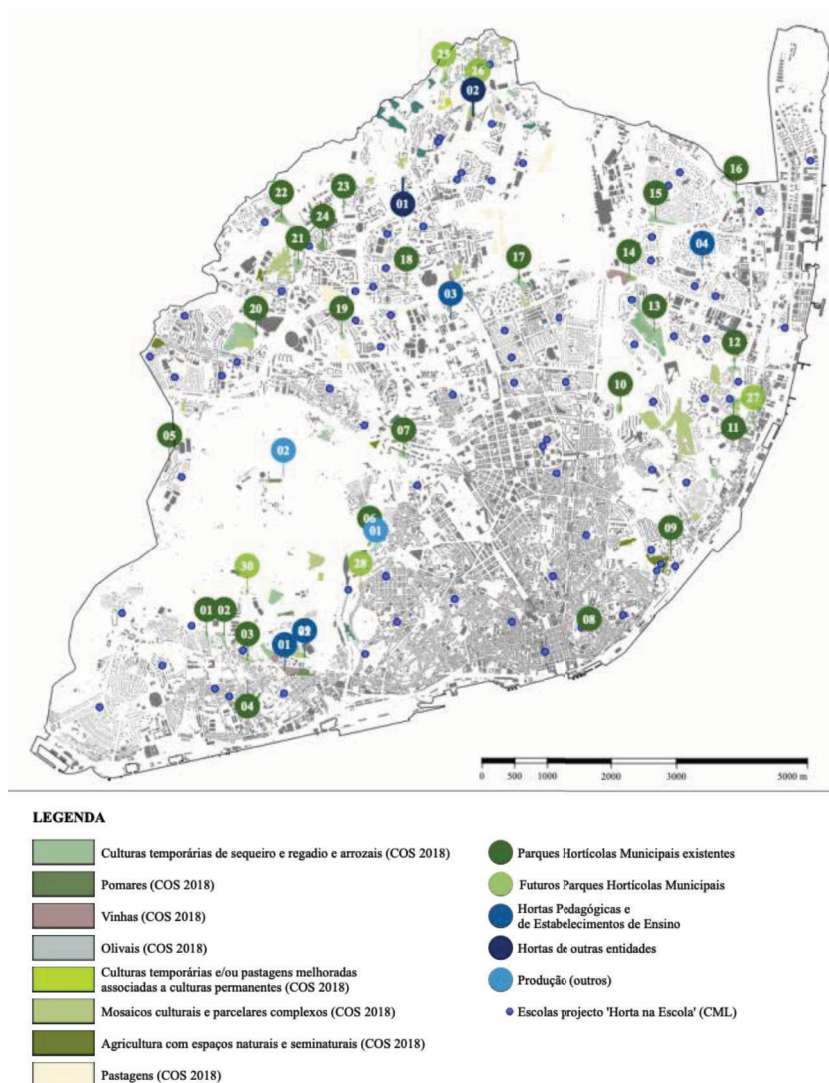 25
26
02
16
23
22
15
01
24
21
04
14
17
18
03
13
20
19
12
10
27
11
05
07
02
06
01
09
30
28
01 02
08
03
01
04
0 500 1000 2000 3000 5000 m
LEGENDA
Culturas temporárias de sequeiro e regadio e arrozais (COS 2018)
Pomares (COS 2018)
Vinhas (COS 2018)
Olivais (COS 2018)
Culturas temporárias e/ou pastagens melhoradas
associadas a culturas permanentes (COS 2018)
Mosaicos culturais e parcelares complexos (COS 2018)
Agricultura com espaços naturais e seminaturais (COS 2018)
Pastagens (COS 2018)
Parques Hortícolas Municipais existentes
Futuros Parques Hortícolas Municipais
Hortas Pedagógicas e
de Estabelecimentos de Ensino
Hortas de outras entidades
Produção (outros)
Escolas projecto 'Horta na Escola' (CML)